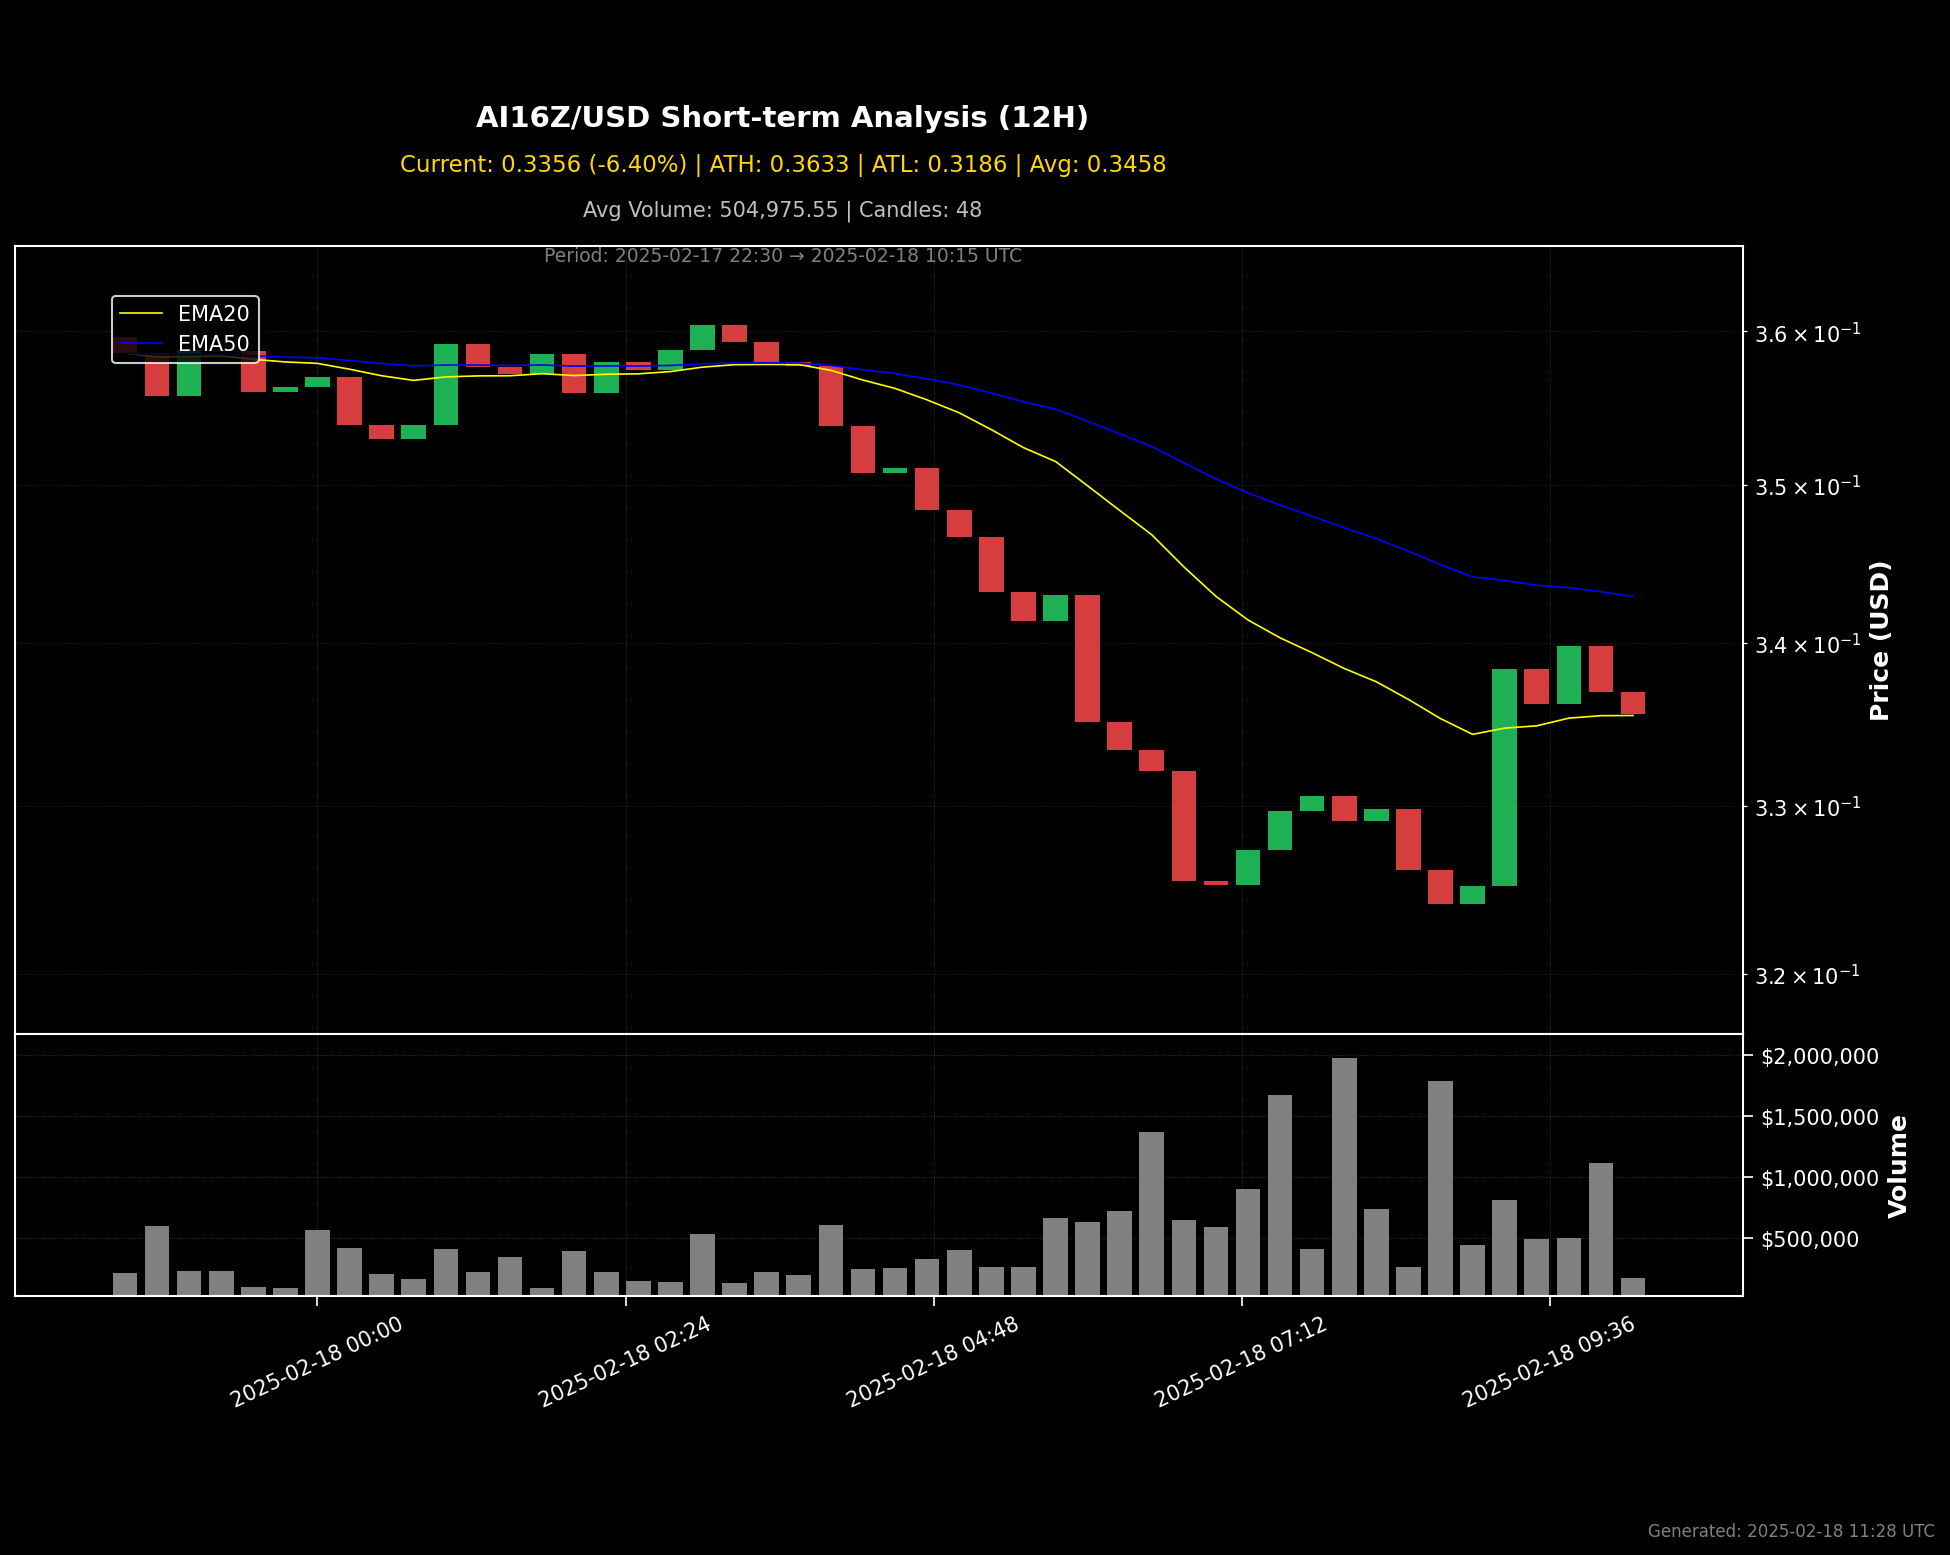 AI16Z/USD Short-term Analysis (12H)
Current: 0.3356 (-6.40%) | ATH: 0.3633 | ATL: 0.3186 | Avg: 0.3458
Avg Volume: 504,975.55 | Candles: 48
Period: 2025-02-17 22:30 → 2025-02-18 10:15 UTC
EMA20
EMA50
3.6 × 10⁻¹
3.5 × 10⁻¹
3.4 × 10⁻¹
3.3 × 10⁻¹
3.2 × 10⁻¹
Price (USD)
$2,000,000
$1,500,000
$1,000,000
$500,000
Volume
2025-02-18 00:00
2025-02-18 02:24
2025-02-18 04:48
2025-02-18 07:12
2025-02-18 09:36
Generated: 2025-02-18 11:28 UTC